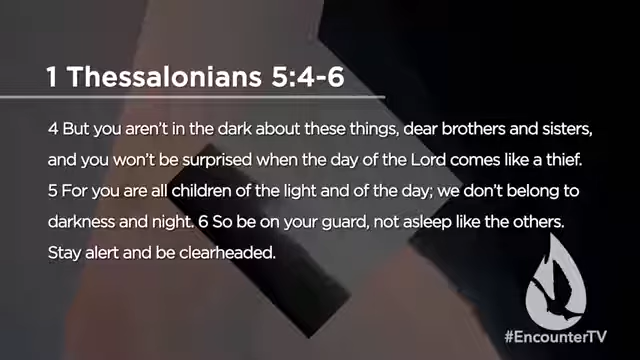 1 Thessalonians 5:4-6
4 But you aren't in the dark about these things, dear brothers and sisters,
and you won't be surprised when the day of the Lord comes like a thief.
5 For you are all children of the light and of the day; we don't belong to
darkness and night. 6 So be on your guard, not asleep like the others.
Stay alert and be clearheaded.
#EncounterTV